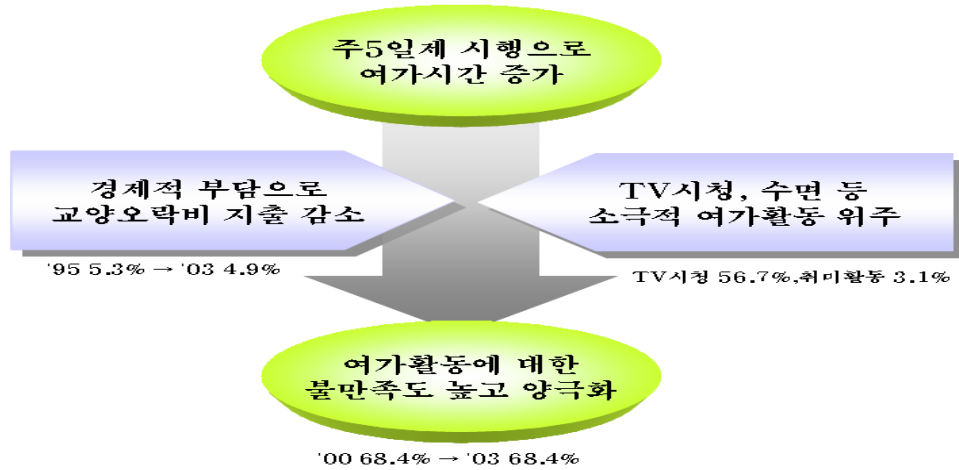 주5일제 시행으로
여가시간 증가
경제적 부담으로
교양오락비 지출 감소
'95 5.3% → '03 4.9%
TV시청, 수면 등
소극적 여가활동 위주
TV시청 56.7%,취미활동 3.1%
여가활동에 대한
불만족도 높고 양극화
'00 68.4% → '03 68.4%